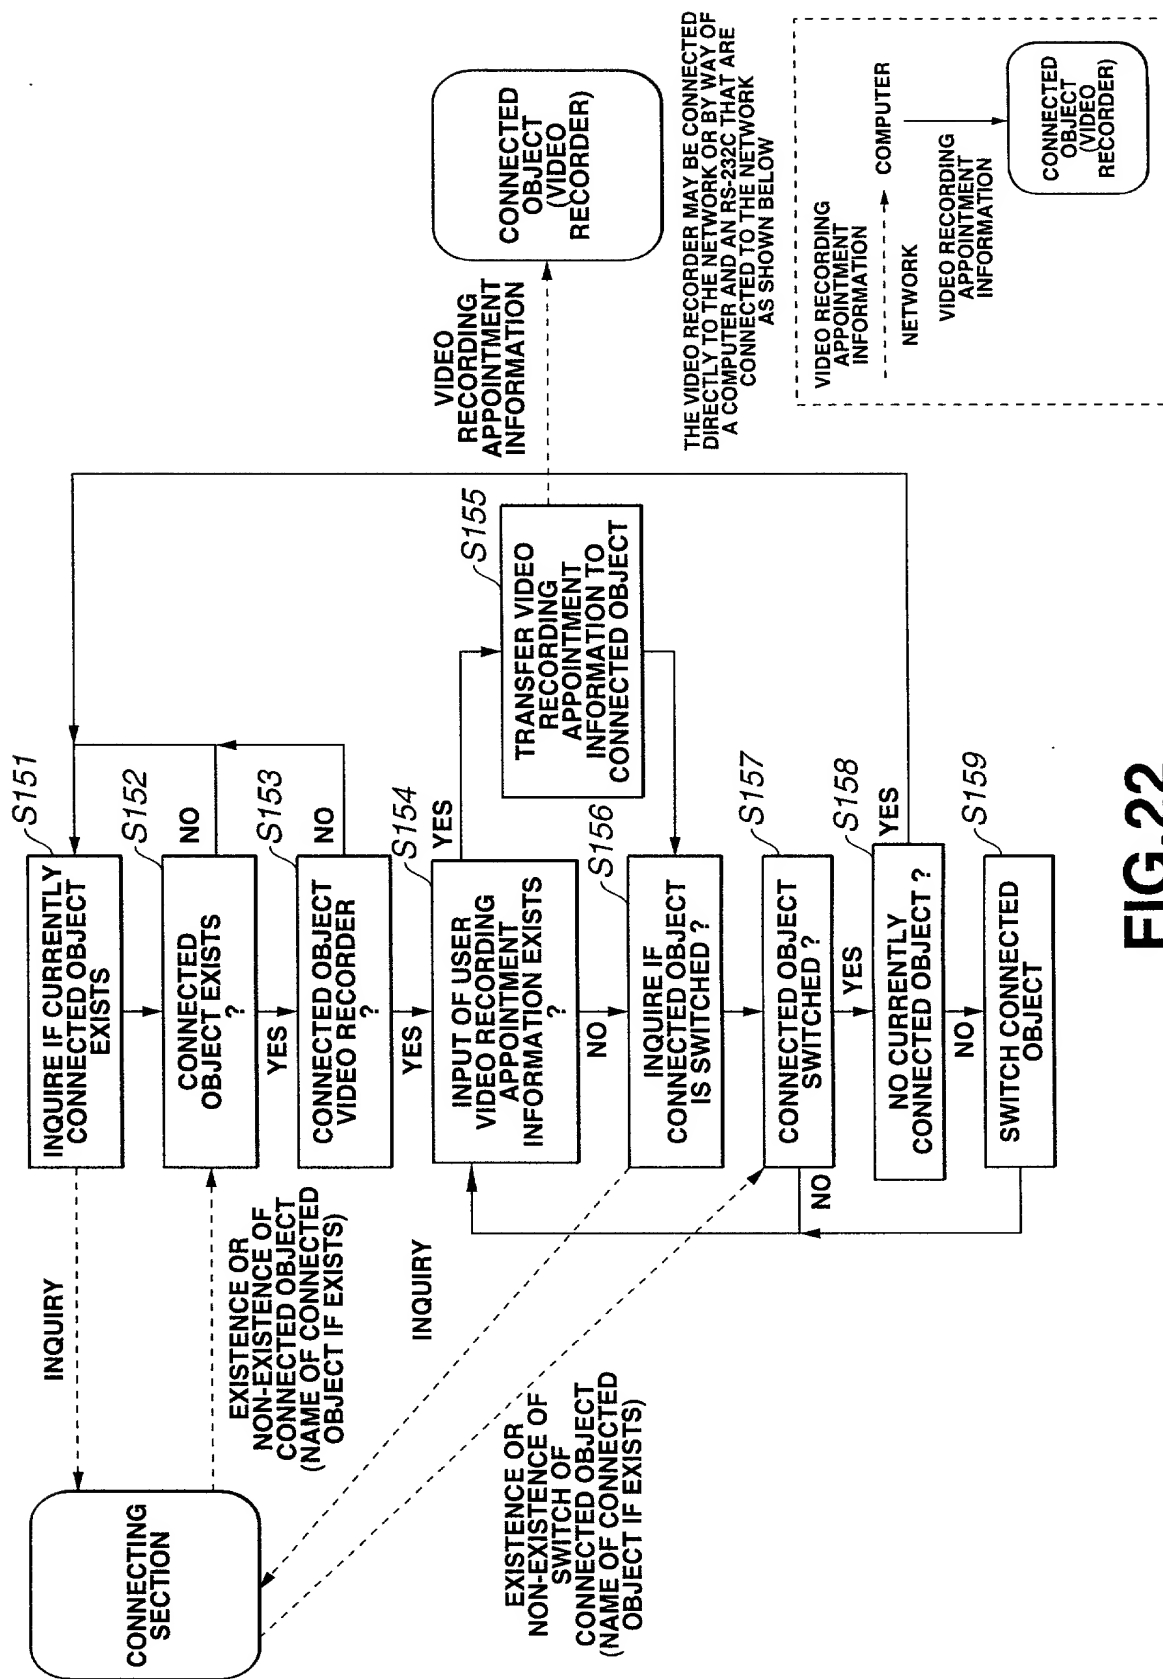 CONNECTING
SECTION
INQUIRY
EXISTENCE OR
NON-EXISTENCE OF
CONNECTED OBJECT
(NAME OF CONNECTED
OBJECT IF EXISTS)
INQUIRY
EXISTENCE OR
NON-EXISTENCE OF
SWITCH OF
CONNECTED OBJECT
(NAME OF CONNECTED
OBJECT IF EXISTS)
S151
INQUIRE IF CURRENTLY
CONNECTED OBJECT
EXISTS
S152
CONNECTED
OBJECT EXISTS
?
NO
YES
S153
CONNECTED OBJECT
VIDEO RECORDER
?
NO
YES
S154
INPUT OF USER
VIDEO RECORDING
APPOINTMENT
INFORMATION EXISTS
?
YES
NO
S155
TRANSFER VIDEO
RECORDING
APPOINTMENT
INFORMATION TO
CONNECTED OBJECT
S156
INQUIRE IF
CONNECTED OBJECT
IS SWITCHED ?
S157
CONNECTED OBJECT
SWITCHED ?
NO
YES
S158
NO CURRENTLY
CONNECTED OBJECT ?
YES
NO
S159
SWITCH CONNECTED
OBJECT
VIDEO
RECORDING
APPOINTMENT
INFORMATION
CONNECTED
OBJECT
(VIDEO
RECORDER)
THE VIDEO RECORDER MAY BE CONNECTED
DIRECTLY TO THE NETWORK OR BY WAY OF
A COMPUTER AND AN RS-232C THAT ARE
CONNECTED TO THE NETWORK
AS SHOWN BELOW
VIDEO RECORDING
APPOINTMENT
INFORMATION
COMPUTER
NETWORK
VIDEO RECORDING
APPOINTMENT
INFORMATION
CONNECTED
OBJECT
(VIDEO
RECORDER)
FIG.22